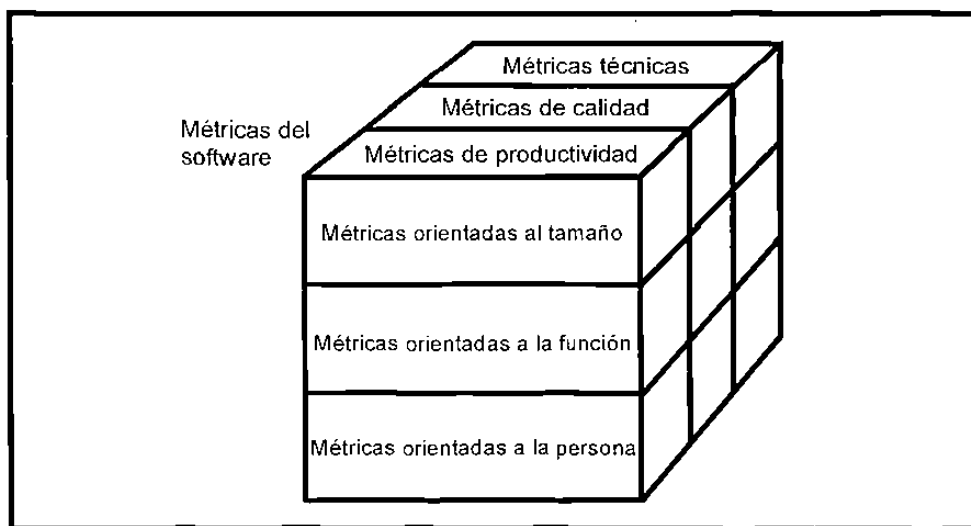 Métricas técnicas
Métricas de calidad
Métricas del
software
Métricas de productividad
Métricas orientadas al tamaño
Métricas orientadas a la función
Métricas orientadas a la persona